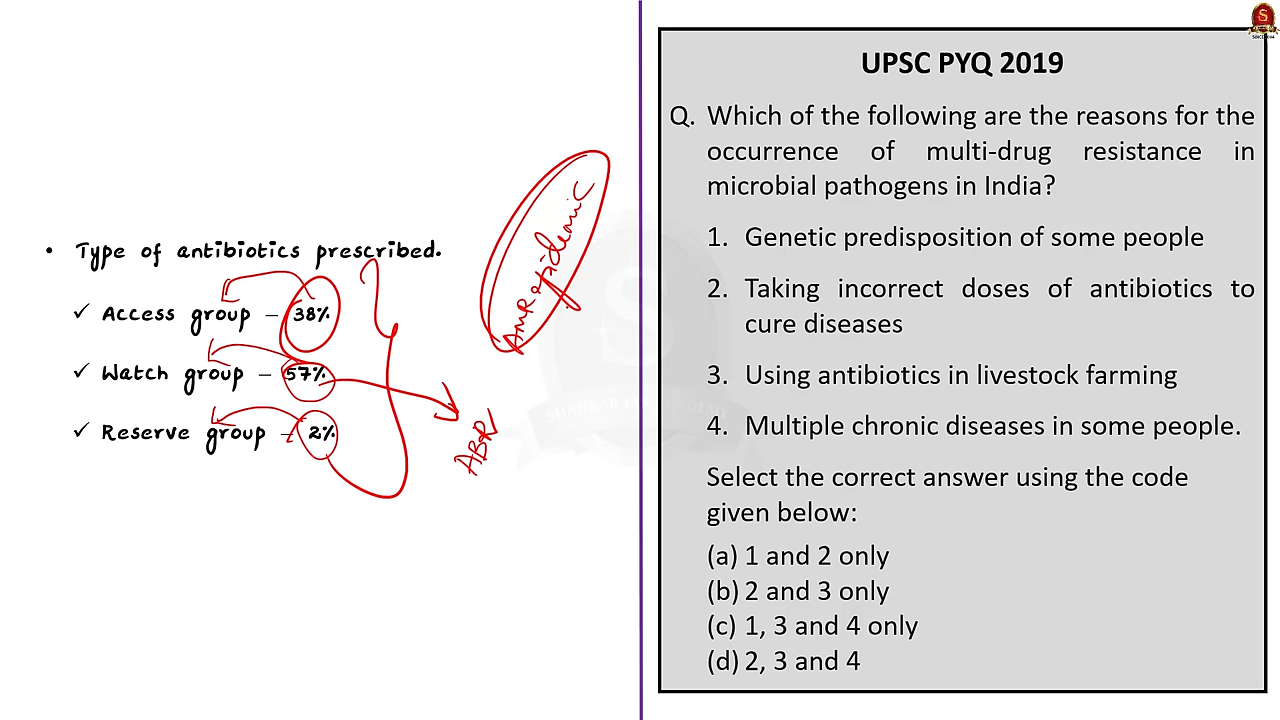 • Type of antibiotics prescribed.
✓ Access group – 38%
✓ Watch group – 57%
✓ Reserve group – 2%
AMR epidemic
ABR
UPSC PYQ 2019
Q. Which of the following are the reasons for the
occurrence of multi-drug resistance in
microbial pathogens in India?
1. Genetic predisposition of some people
2. Taking incorrect doses of antibiotics to
cure diseases
3. Using antibiotics in livestock farming
4. Multiple chronic diseases in some people.
Select the correct answer using the code
given below:
(a) 1 and 2 only
(b) 2 and 3 only
(c) 1, 3 and 4 only
(d) 2, 3 and 4